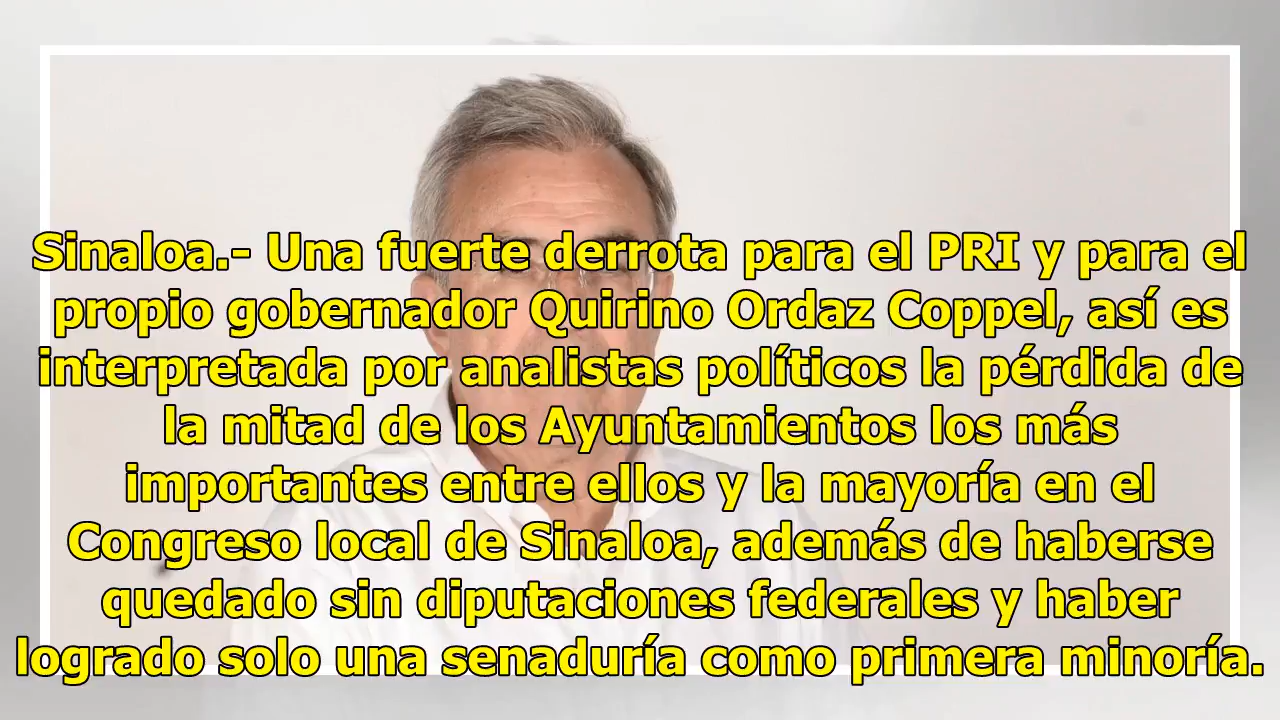 Sinaloa.- Una fuerte derrota para el PRI y para el
propio gobernador Quirino Ordaz Coppel, así es
interpretada por analistas políticos la pérdida de
la mitad de los Ayuntamientos los más
importantes entre ellos y la mayoría en el
Congreso local de Sinaloa, además de haberse
quedado sin diputaciones federales y haber
logrado solo una senaduría como primera minoría.